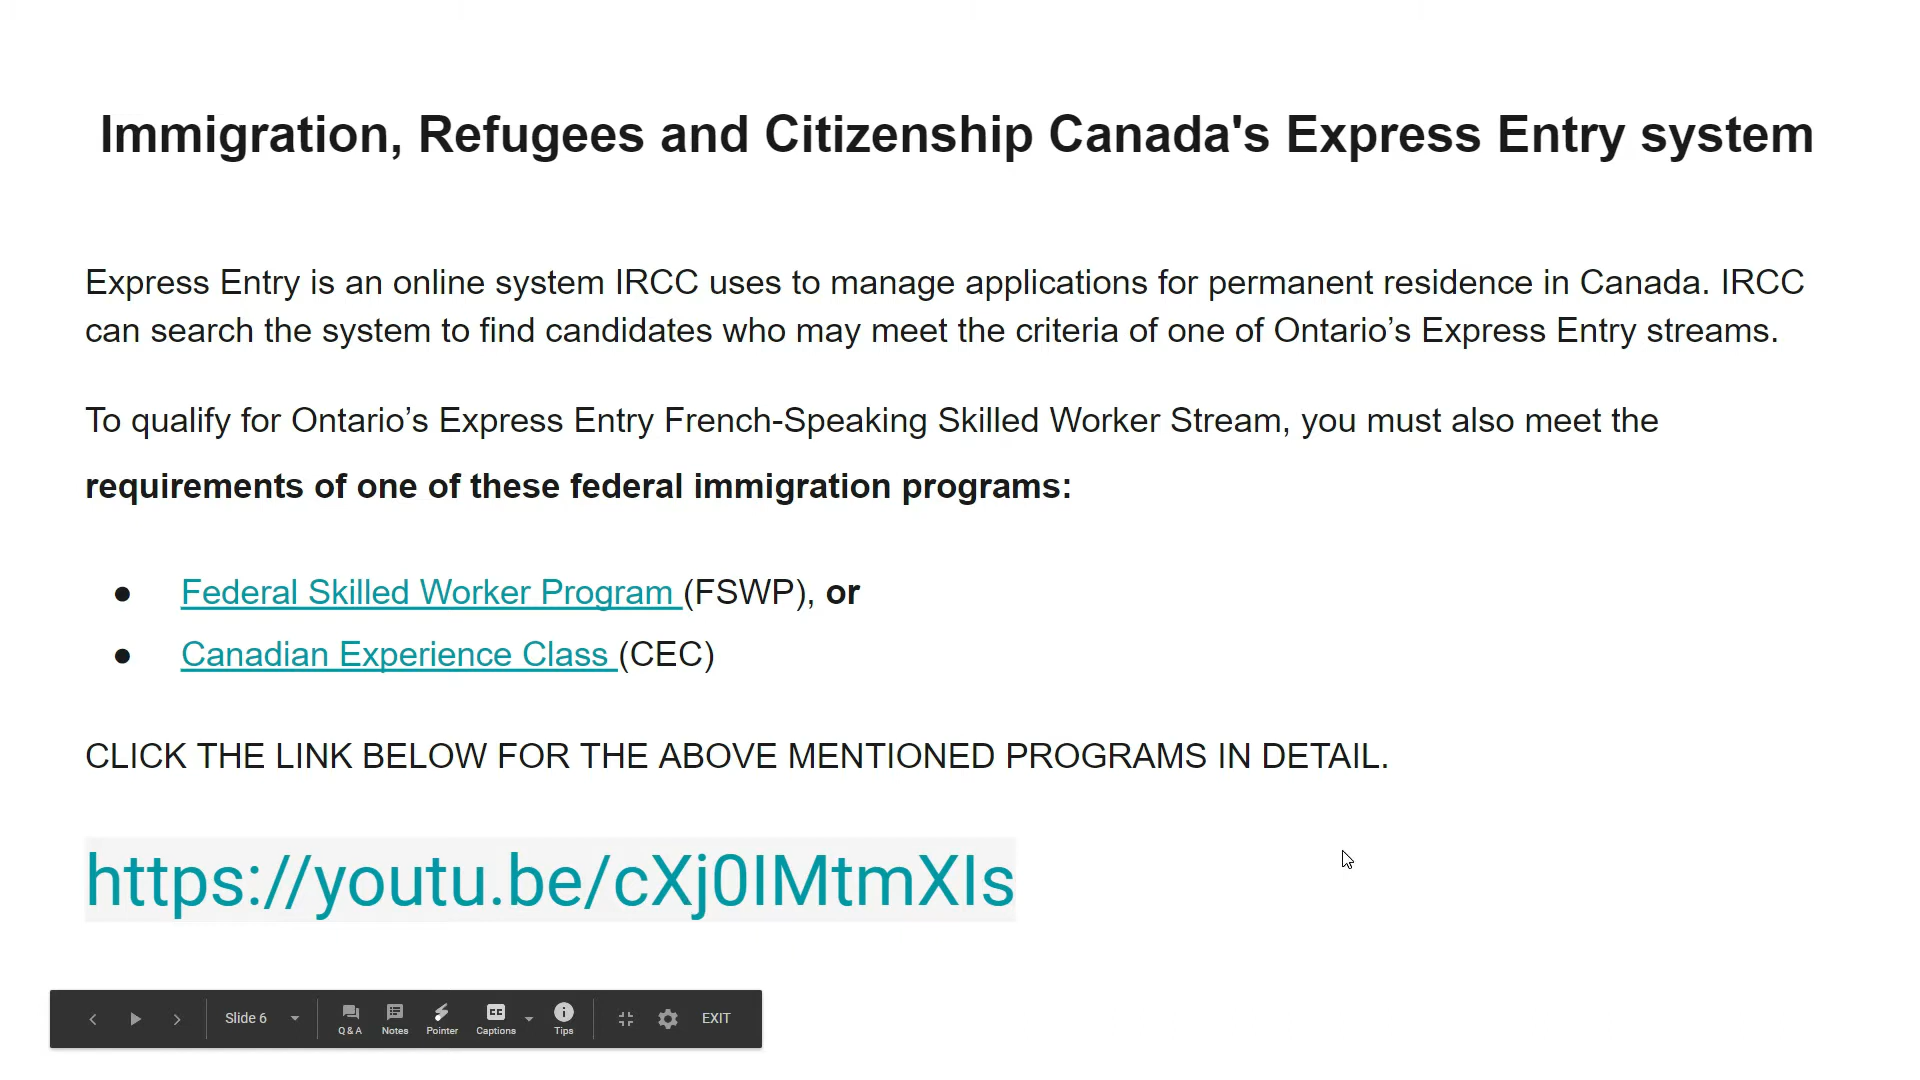 Immigration, Refugees and Citizenship Canada's Express Entry system
Express Entry is an online system IRCC uses to manage applications for permanent residence in Canada. IRCC
can search the system to find candidates who may meet the criteria of one of Ontario’s Express Entry streams.
To qualify for Ontario’s Express Entry French-Speaking Skilled Worker Stream, you must also meet the
requirements of one of these federal immigration programs:
● Federal Skilled Worker Program (FSWP), or
● Canadian Experience Class (CEC)
CLICK THE LINK BELOW FOR THE ABOVE MENTIONED PROGRAMS IN DETAIL.
https://youtu.be/cXj0IMtmXIs
Slide 6 Q & A Notes Pointer Captions Tips EXIT